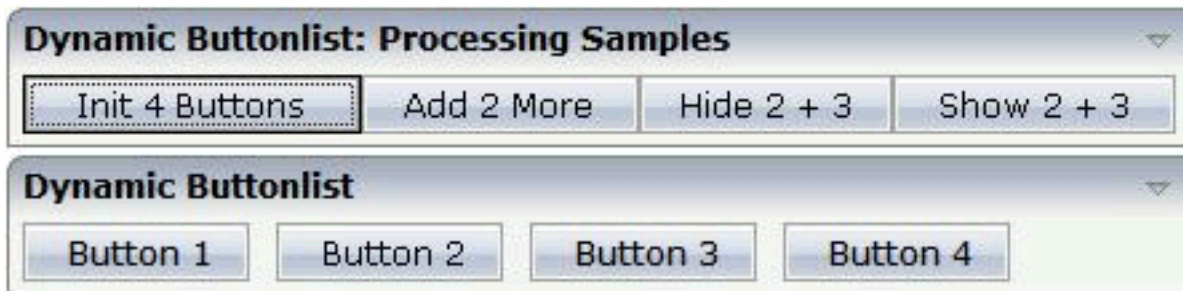 Dynamic Buttonlist: Processing Samples
Init 4 Buttons Add 2 More Hide 2 + 3 Show 2 + 3
Dynamic Buttonlist
Button 1 Button 2 Button 3 Button 4